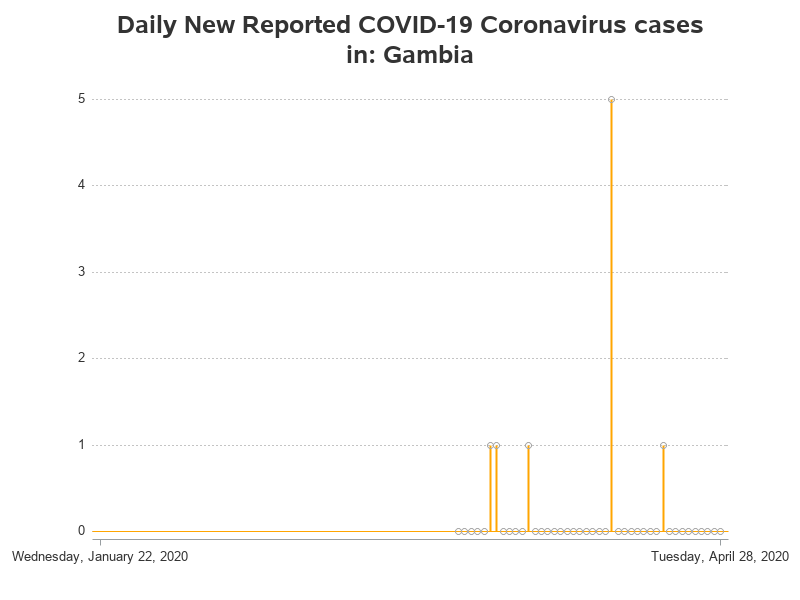 Daily New Reported COVID-19 Coronavirus cases
in: Gambia
5
4
3
2
1
0
Wednesday, January 22, 2020
Tuesday, April 28, 2020